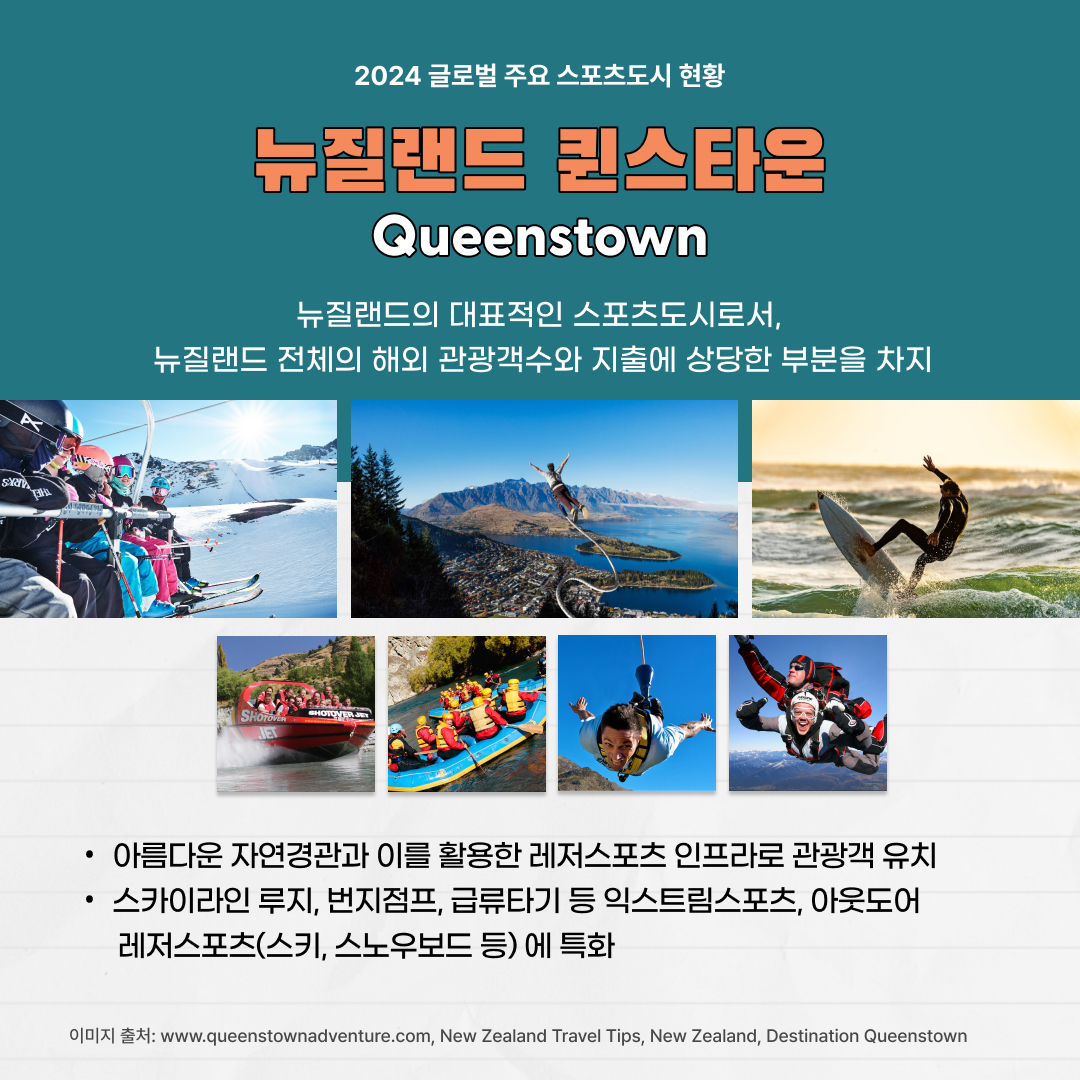 2024 글로벌 주요 스포츠도시 현황
뉴질랜드 퀸스타운
Queenstown
뉴질랜드의 대표적인 스포츠도시로서,
뉴질랜드 전체의 해외 관광객수와 지출에 상당한 부분을 차지
SHOTOVER
JET
SHOTOVER JET
• 아름다운 자연경관과 이를 활용한 레저스포츠 인프라로 관광객 유치
• 스카이라인 루지, 번지점프, 급류타기 등 익스트림스포츠, 아웃도어
레저스포츠(스키, 스노우보드 등) 에 특화
이미지 출처: www.queenstownadventure.com, New Zealand Travel Tips, New Zealand, Destination Queenstown